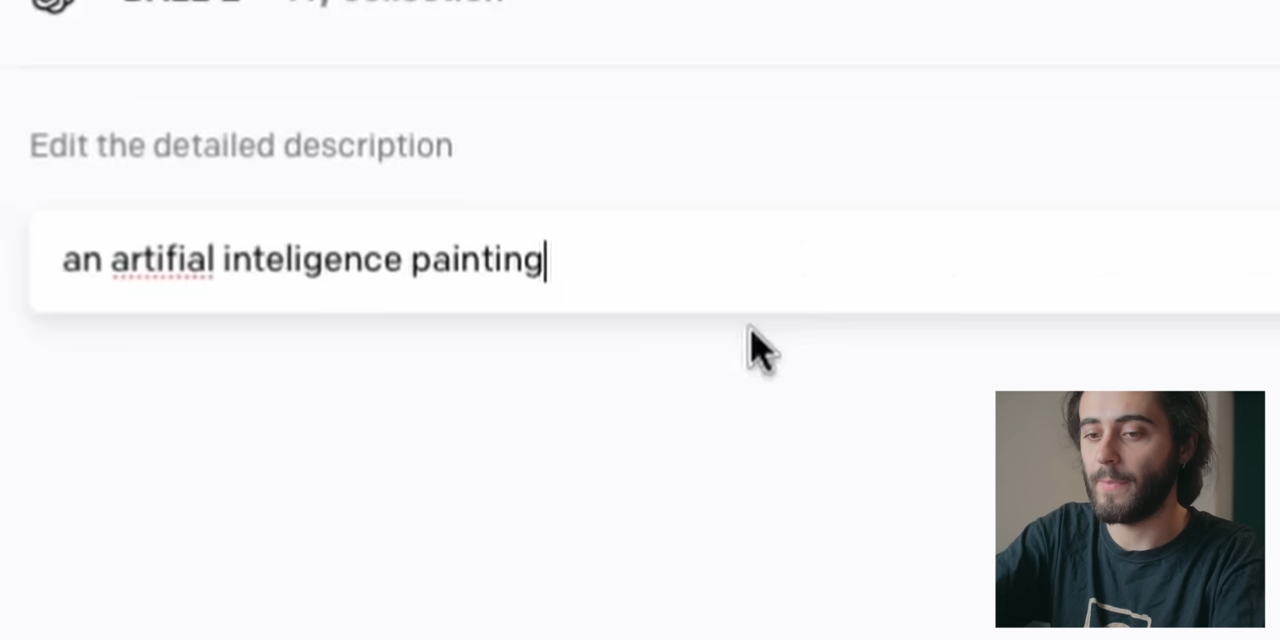 Edit the detailed description
an artifial inteligence painting